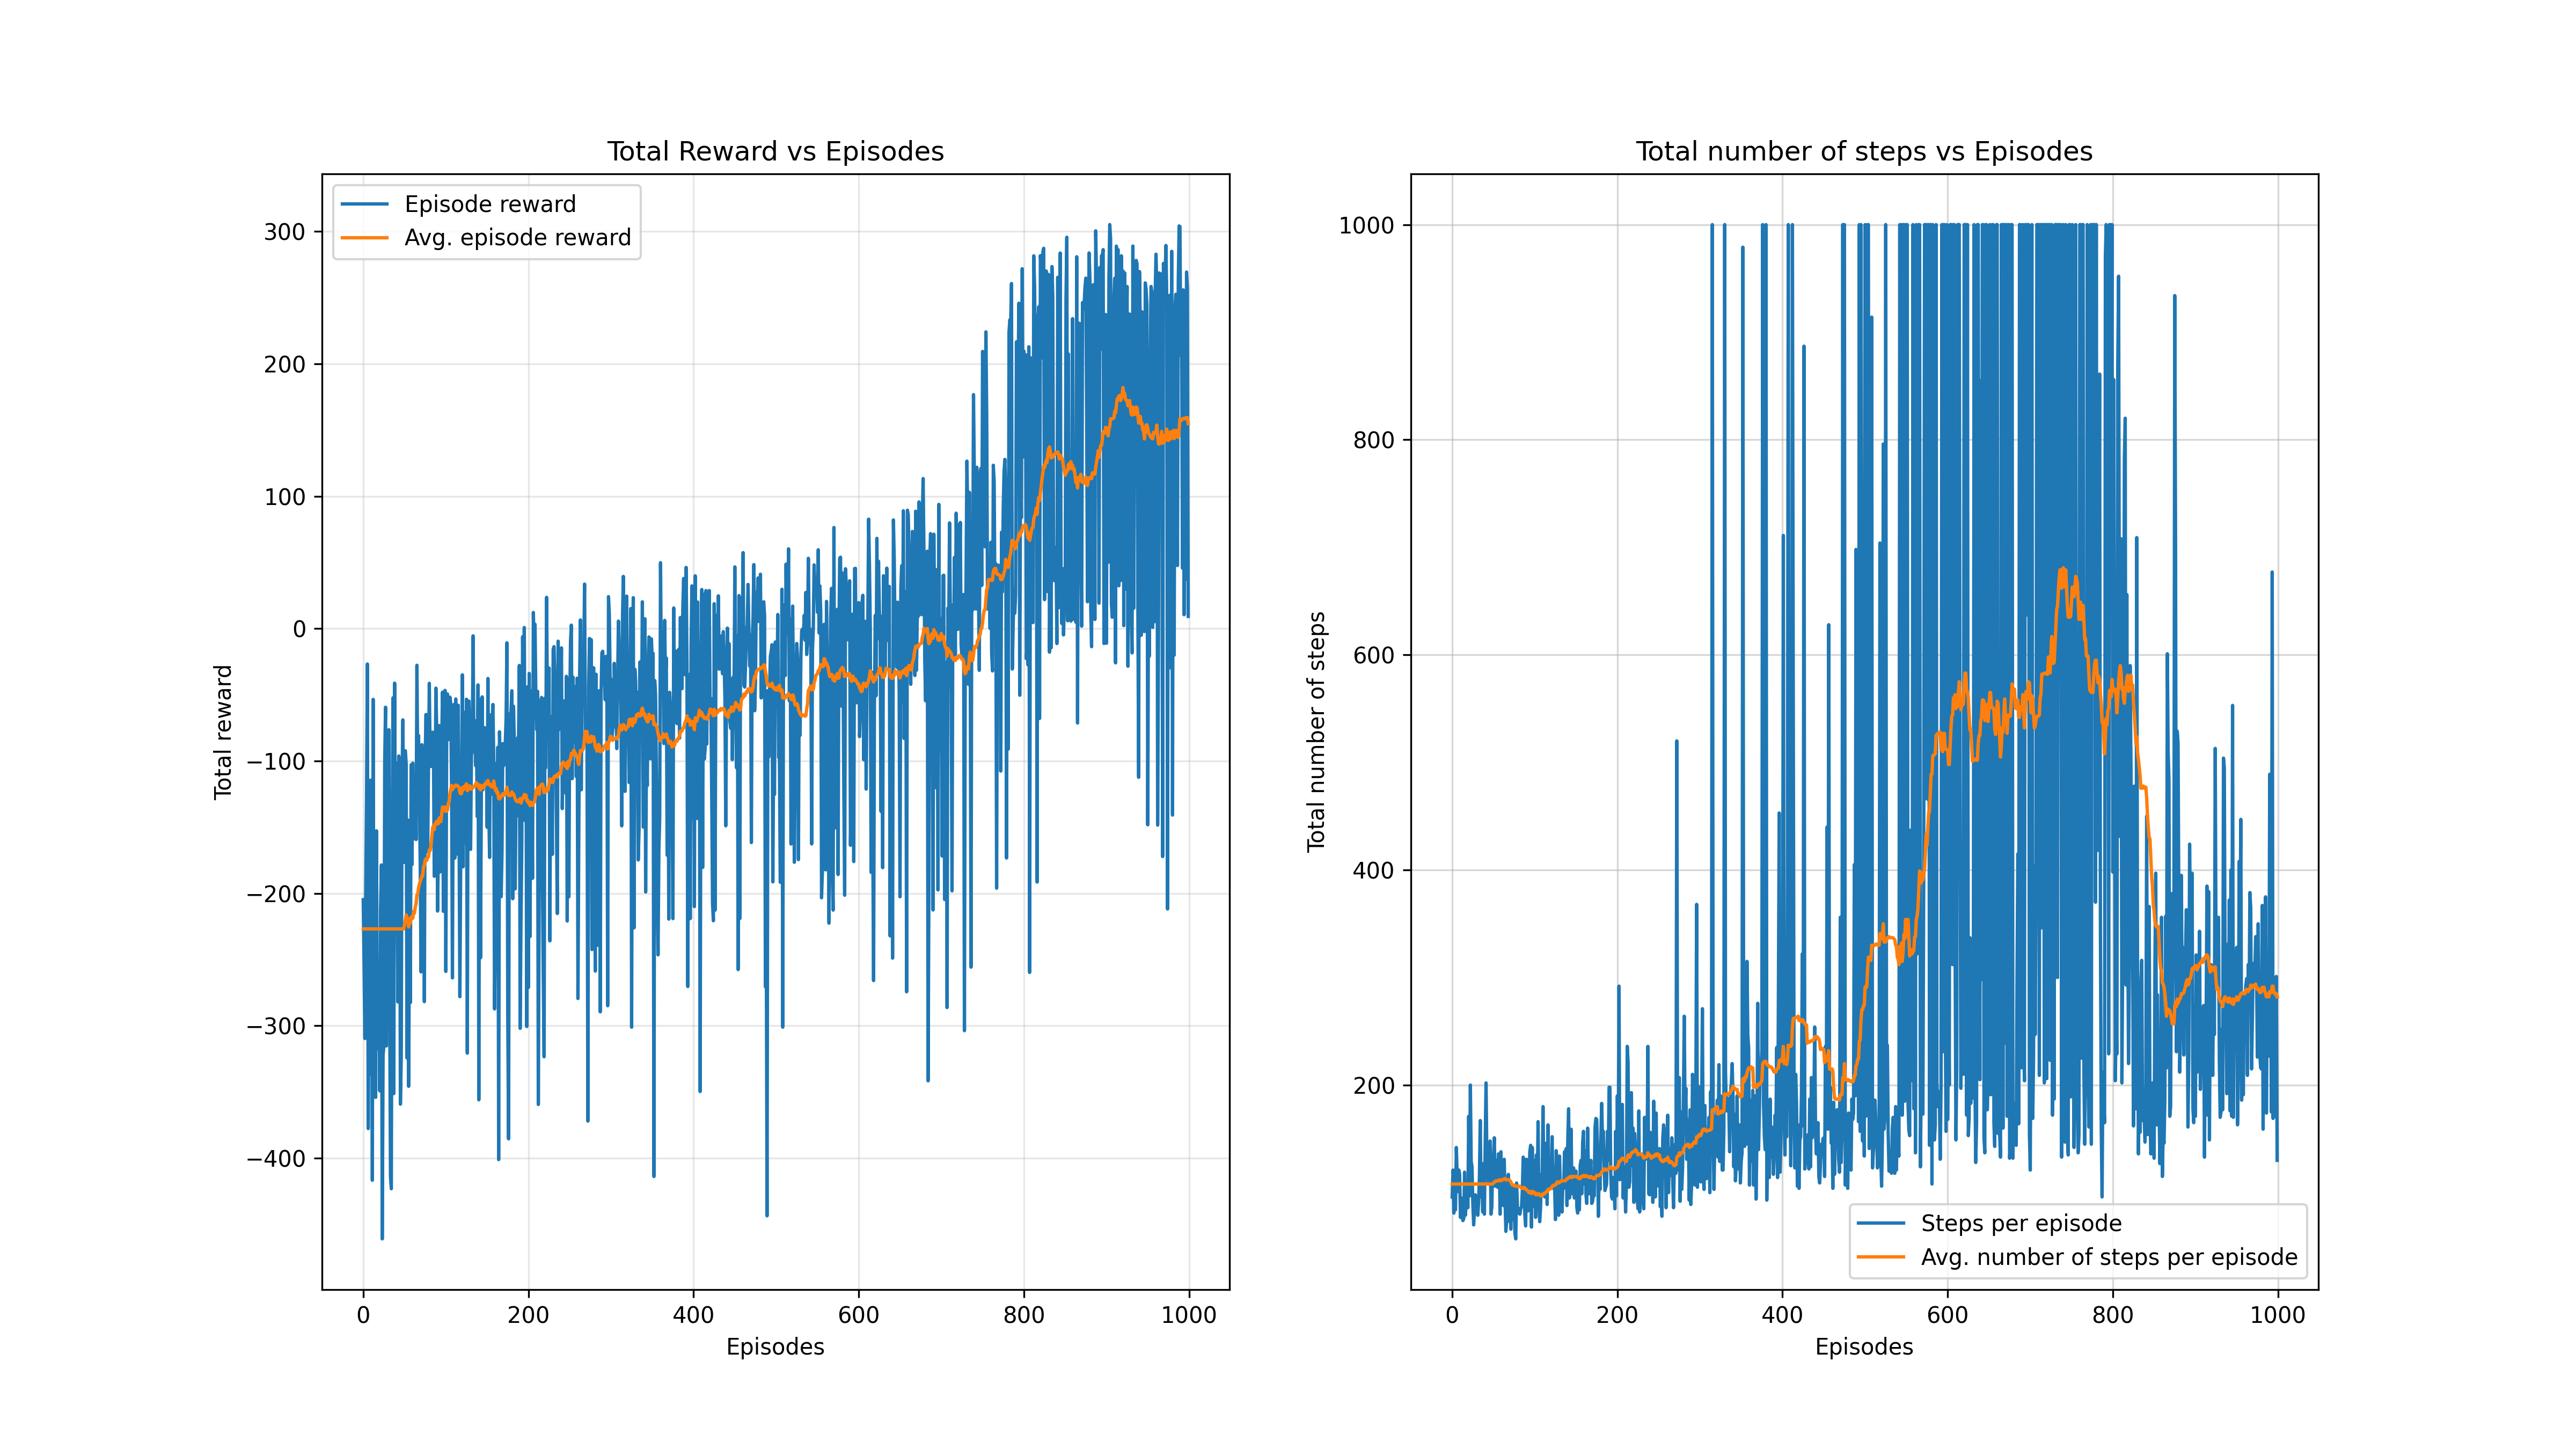 Total Reward vs Episodes
Episode reward
Avg. episode reward
300
200
100
0
−100
−200
−300
−400
Total reward
0 200 400 600 800 1000
Episodes
Total number of steps vs Episodes
1000
800
600
400
200
Total number of steps
Steps per episode
Avg. number of steps per episode
0 200 400 600 800 1000
Episodes